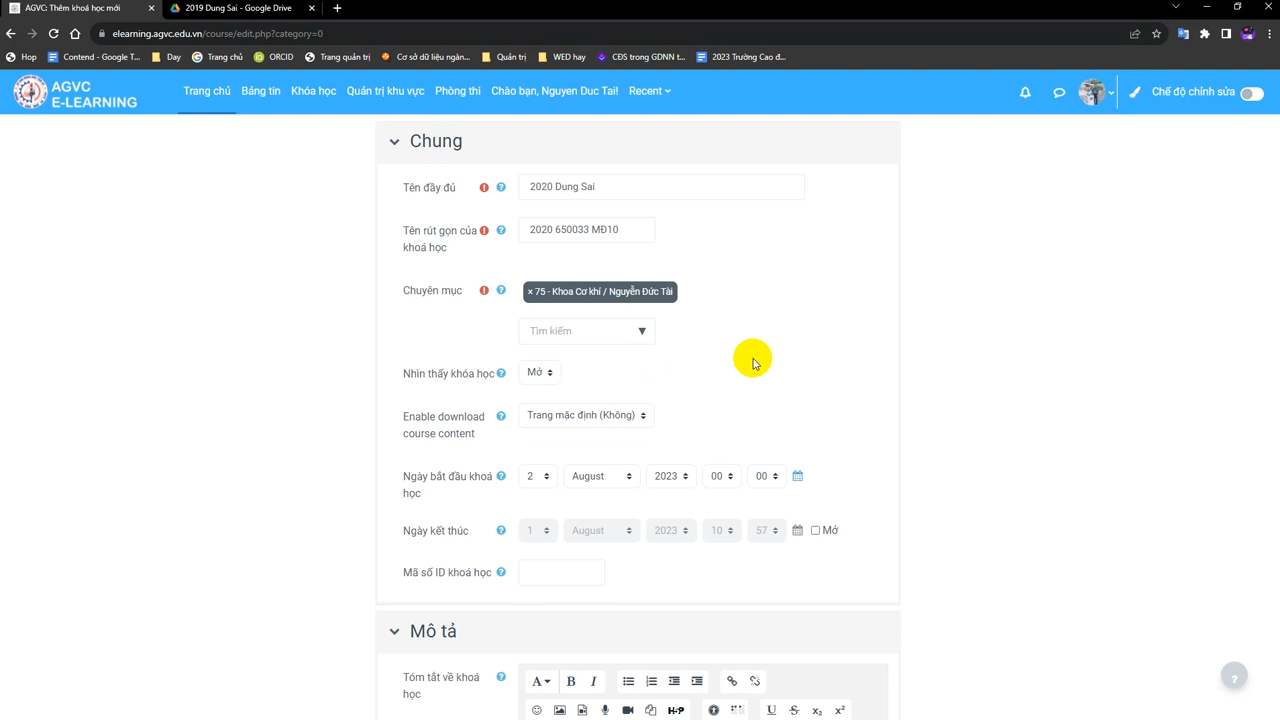 AGVC: Thêm khoá học mới
2019 Dung Sai - Google Drive
elearning.agvc.edu.vn/course/edit.php?category=0
Hop
Contend - Google T...
Day
Trang chủ
ORCID
Trang quản trị
Cơ sở dữ liệu ngàn...
Quản trị
WED hay
CĐS trong GDNN t...
2023 Trường Cao đ...
AGVC
E-LEARNING
Trang chủ
Bảng tin
Khóa học
Quản trị khu vực
Phòng thi
Chào bạn, Nguyen Duc Tai!
Recent
Chế độ chỉnh sửa
Chung
Tên đầy đủ
2020 Dung Sai
Tên rút gọn của
khoá học
2020 650033 MĐ10
Chuyên mục
× 75 - Khoa Cơ khí / Nguyễn Đức Tài
Tìm kiếm
Nhìn thấy khóa học
Mở
Enable download
course content
Trang mặc định (Không)
Ngày bắt đầu khoá
học
2 August 2023 00 00
Ngày kết thúc
1 August 2023 10 57 Mở
Mã số ID khoá học
Mô tả
Tóm tắt về khoá
học
A B I
H-P U S x₂ x²